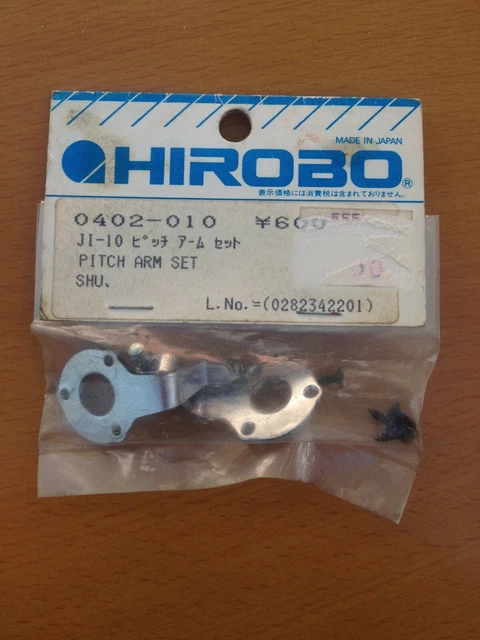 MADE IN JAPAN
HIROBO®
表示価格には消費税は含まれておりません。
0402-010 ¥600
JI-10 ピッチ アーム セット
PITCH ARM SET
SHU、
L.No.=(0282342201)